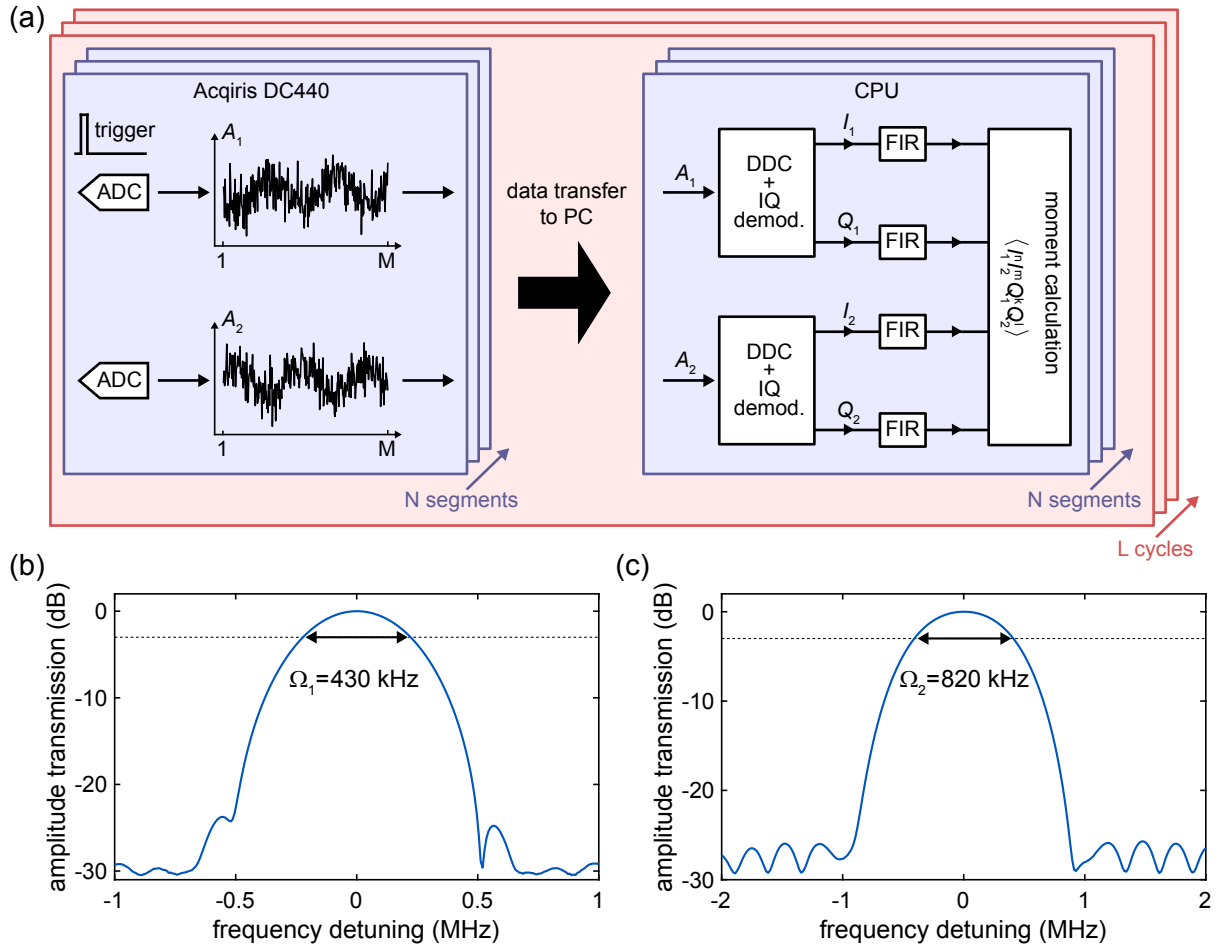 (a)
Acqiris DC440
trigger
ADC
A₁
1
M
ADC
A₂
1
M
N segments
data transfer
to PC
CPU
A₁
DDC
+
IQ
demod.
I₁
FIR
Q₁
FIR
A₂
DDC
+
IQ
demod.
I₂
FIR
Q₂
FIR
moment calculation
⟨I₁ⁿI₂ᵐQ₁ᵏQ₂ˡ⟩
N segments
L cycles
(b)
amplitude transmission (dB)
0
-10
-20
-30
Ω₁=430 kHz
-1
-0.5
0
0.5
1
frequency detuning (MHz)
(c)
amplitude transmission (dB)
0
-10
-20
-30
Ω₂=820 kHz
-2
-1
0
1
2
frequency detuning (MHz)